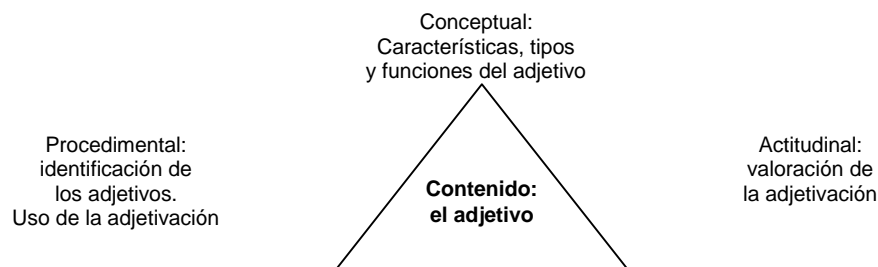 Conceptual:
Características, tipos
y funciones del adjetivo
Procedimental:
identificación de
los adjetivos.
Uso de la adjetivación
Contenido:
el adjetivo
Actitudinal:
valoración de
la adjetivación